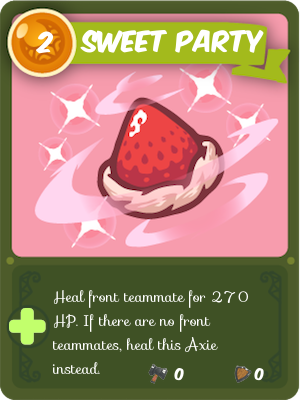 2 SWEET PARTY
Heal front teammate for 270
HP. If there are no front
teammates, heal this Axie
instead.
0 0